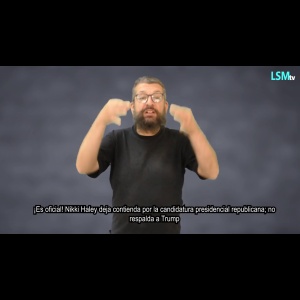 LSMtv
¡Es oficial! Nikki Haley deja contienda por la candidatura presidencial republicana; no
respalda a Trump